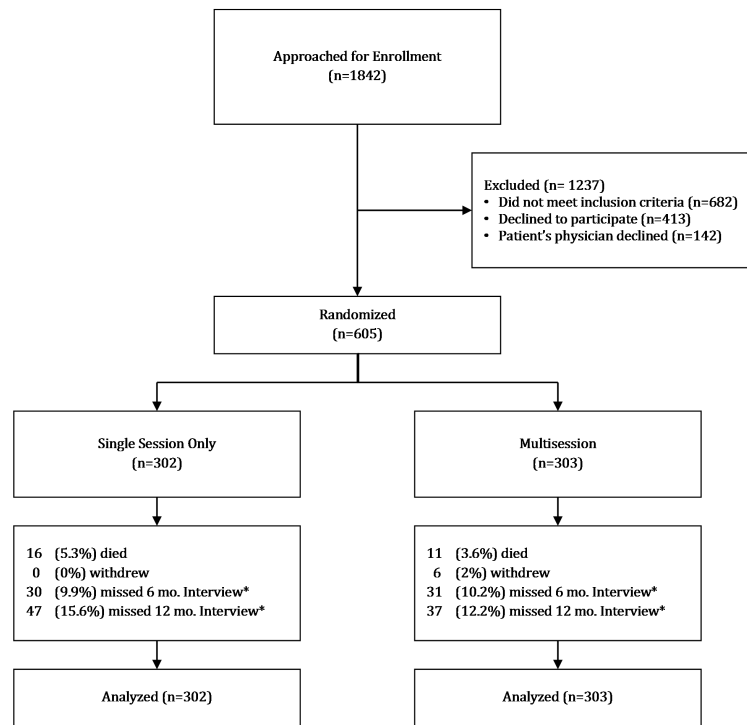 Approached for Enrollment
(n=1842)
Excluded (n= 1237)
• Did not meet inclusion criteria (n=682)
• Declined to participate (n=413)
• Patient's physician declined (n=142)
Randomized
(n=605)
Single Session Only
(n=302)
Multisession
(n=303)
16 (5.3%) died
0 (0%) withdrew
30 (9.9%) missed 6 mo. Interview*
47 (15.6%) missed 12 mo. Interview*
11 (3.6%) died
6 (2%) withdrew
31 (10.2%) missed 6 mo. Interview*
37 (12.2%) missed 12 mo. Interview*
Analyzed (n=302)
Analyzed (n=303)